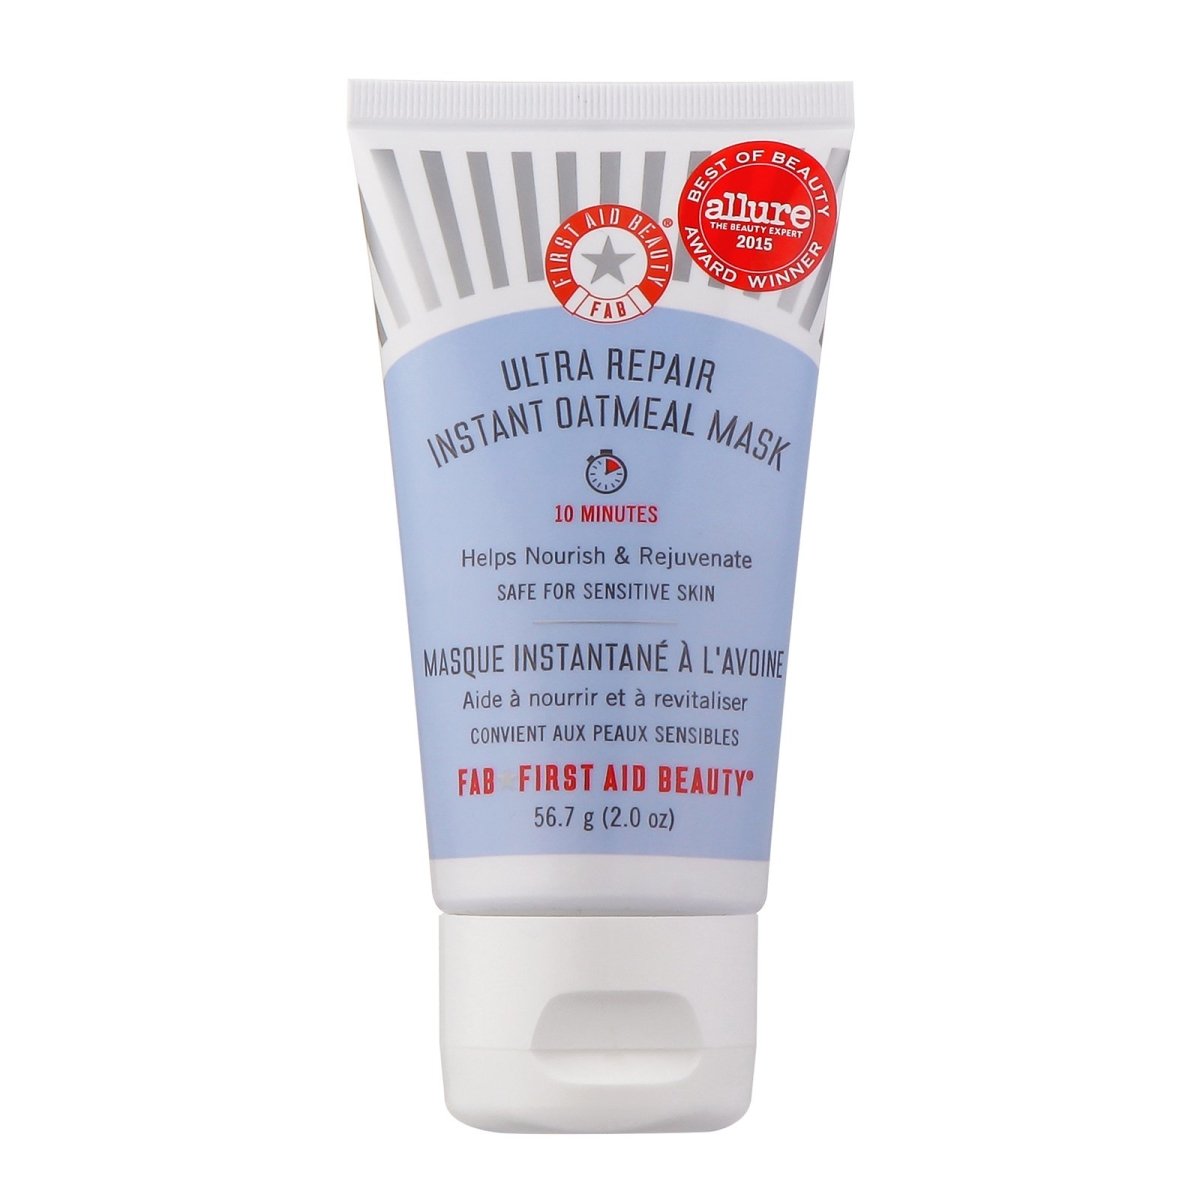 BEST OF BEAUTY
allure
THE BEAUTY EXPERT
2015
AWARD WINNER
FIRST AID BEAUTY®
FAB
ULTRA REPAIR
INSTANT OATMEAL MASK
10 MINUTES
Helps Nourish & Rejuvenate
SAFE FOR SENSITIVE SKIN
MASQUE INSTANTANÉ À L'AVOINE
Aide à nourrir et à revitaliser
CONVIENT AUX PEAUX SENSIBLES
FAB FIRST AID BEAUTY®
56.7 g (2.0 oz)